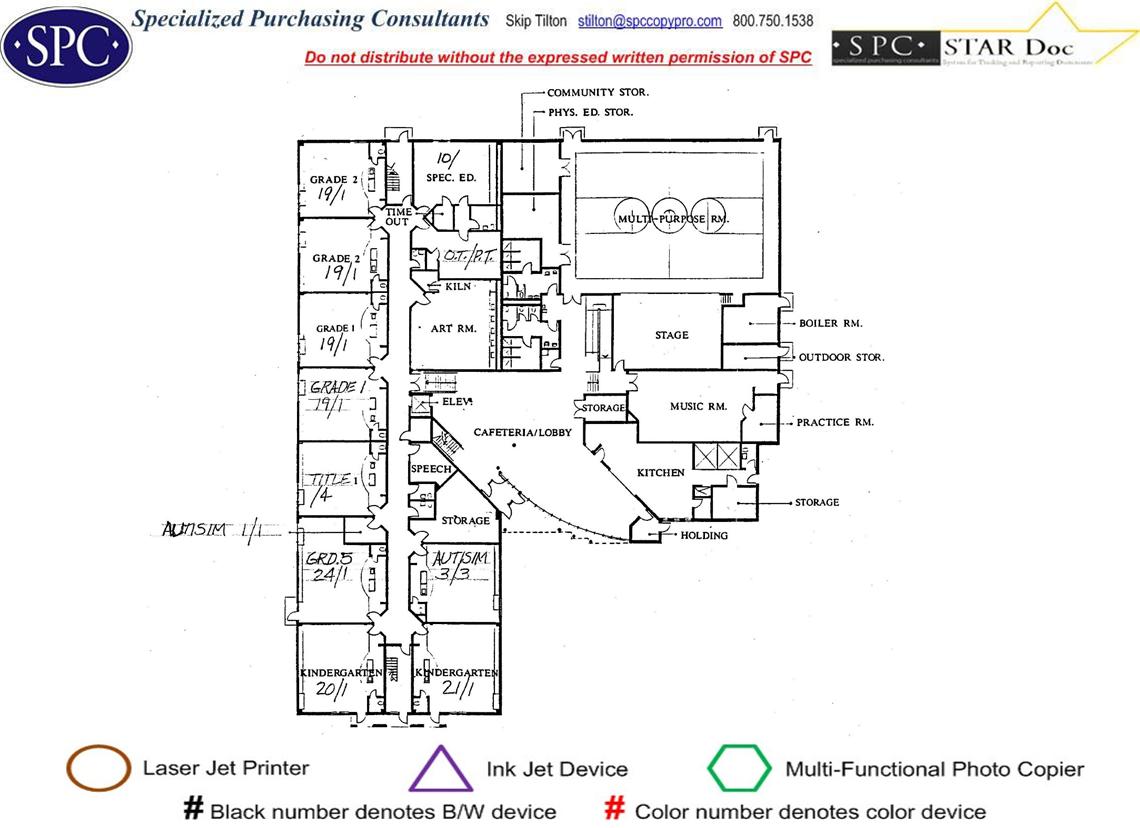 Specialized Purchasing Consultants Skip Tilton stilton@spccopypro.com 800.750.1538
·SPC·
Do not distribute without the expressed written permission of SPC
·SPC· STAR Doc
specialized purchasing consultants System for Tracking and Reporting Documents
COMMUNITY STOR.
PHYS. ED. STOR.
GRADE 2
19/1
10/
SPEC. ED.
TIME
OUT
MULTI-PURPOSE RM.
GRADE 2
19/1
O.T./P.T.
KILN
GRADE 1
19/1
ART RM.
STAGE
BOILER RM.
OUTDOOR STOR.
GRADE 1
19/1
ELEV.
STORAGE
MUSIC RM.
PRACTICE RM.
CAFETERIA/LOBBY
TITLE 1
/4
SPEECH
KITCHEN
STORAGE
AUTISIM 1/1
STORAGE
HOLDING
GRD. 5
24/1
AUTISIM
3/3
KINDERGARTEN
20/1
KINDERGARTEN
21/1
Laser Jet Printer
Ink Jet Device
Multi-Functional Photo Copier
# Black number denotes B/W device
# Color number denotes color device